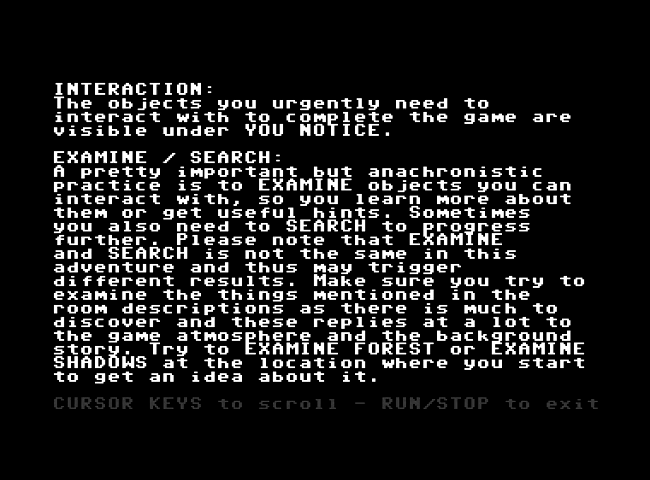 INTERACTION:
The objects you urgently need to
interact with to complete the game are
visible under YOU NOTICE.
EXAMINE / SEARCH:
A pretty important but anachronistic
practice is to EXAMINE objects you can
interact with, so you learn more about
them or get useful hints. Sometimes
you also need to SEARCH to progress
further. Please note that EXAMINE
and SEARCH is not the same in this
adventure and thus may trigger
different results. Make sure you try to
examine the things mentioned in the
room descriptions as there is much to
discover and these replies at a lot to
the game atmosphere and the background
story. Try to EXAMINE FOREST or EXAMINE
SHADOWS at the location where you start
to get an idea about it.
CURSOR KEYS to scroll - RUN/STOP to exit